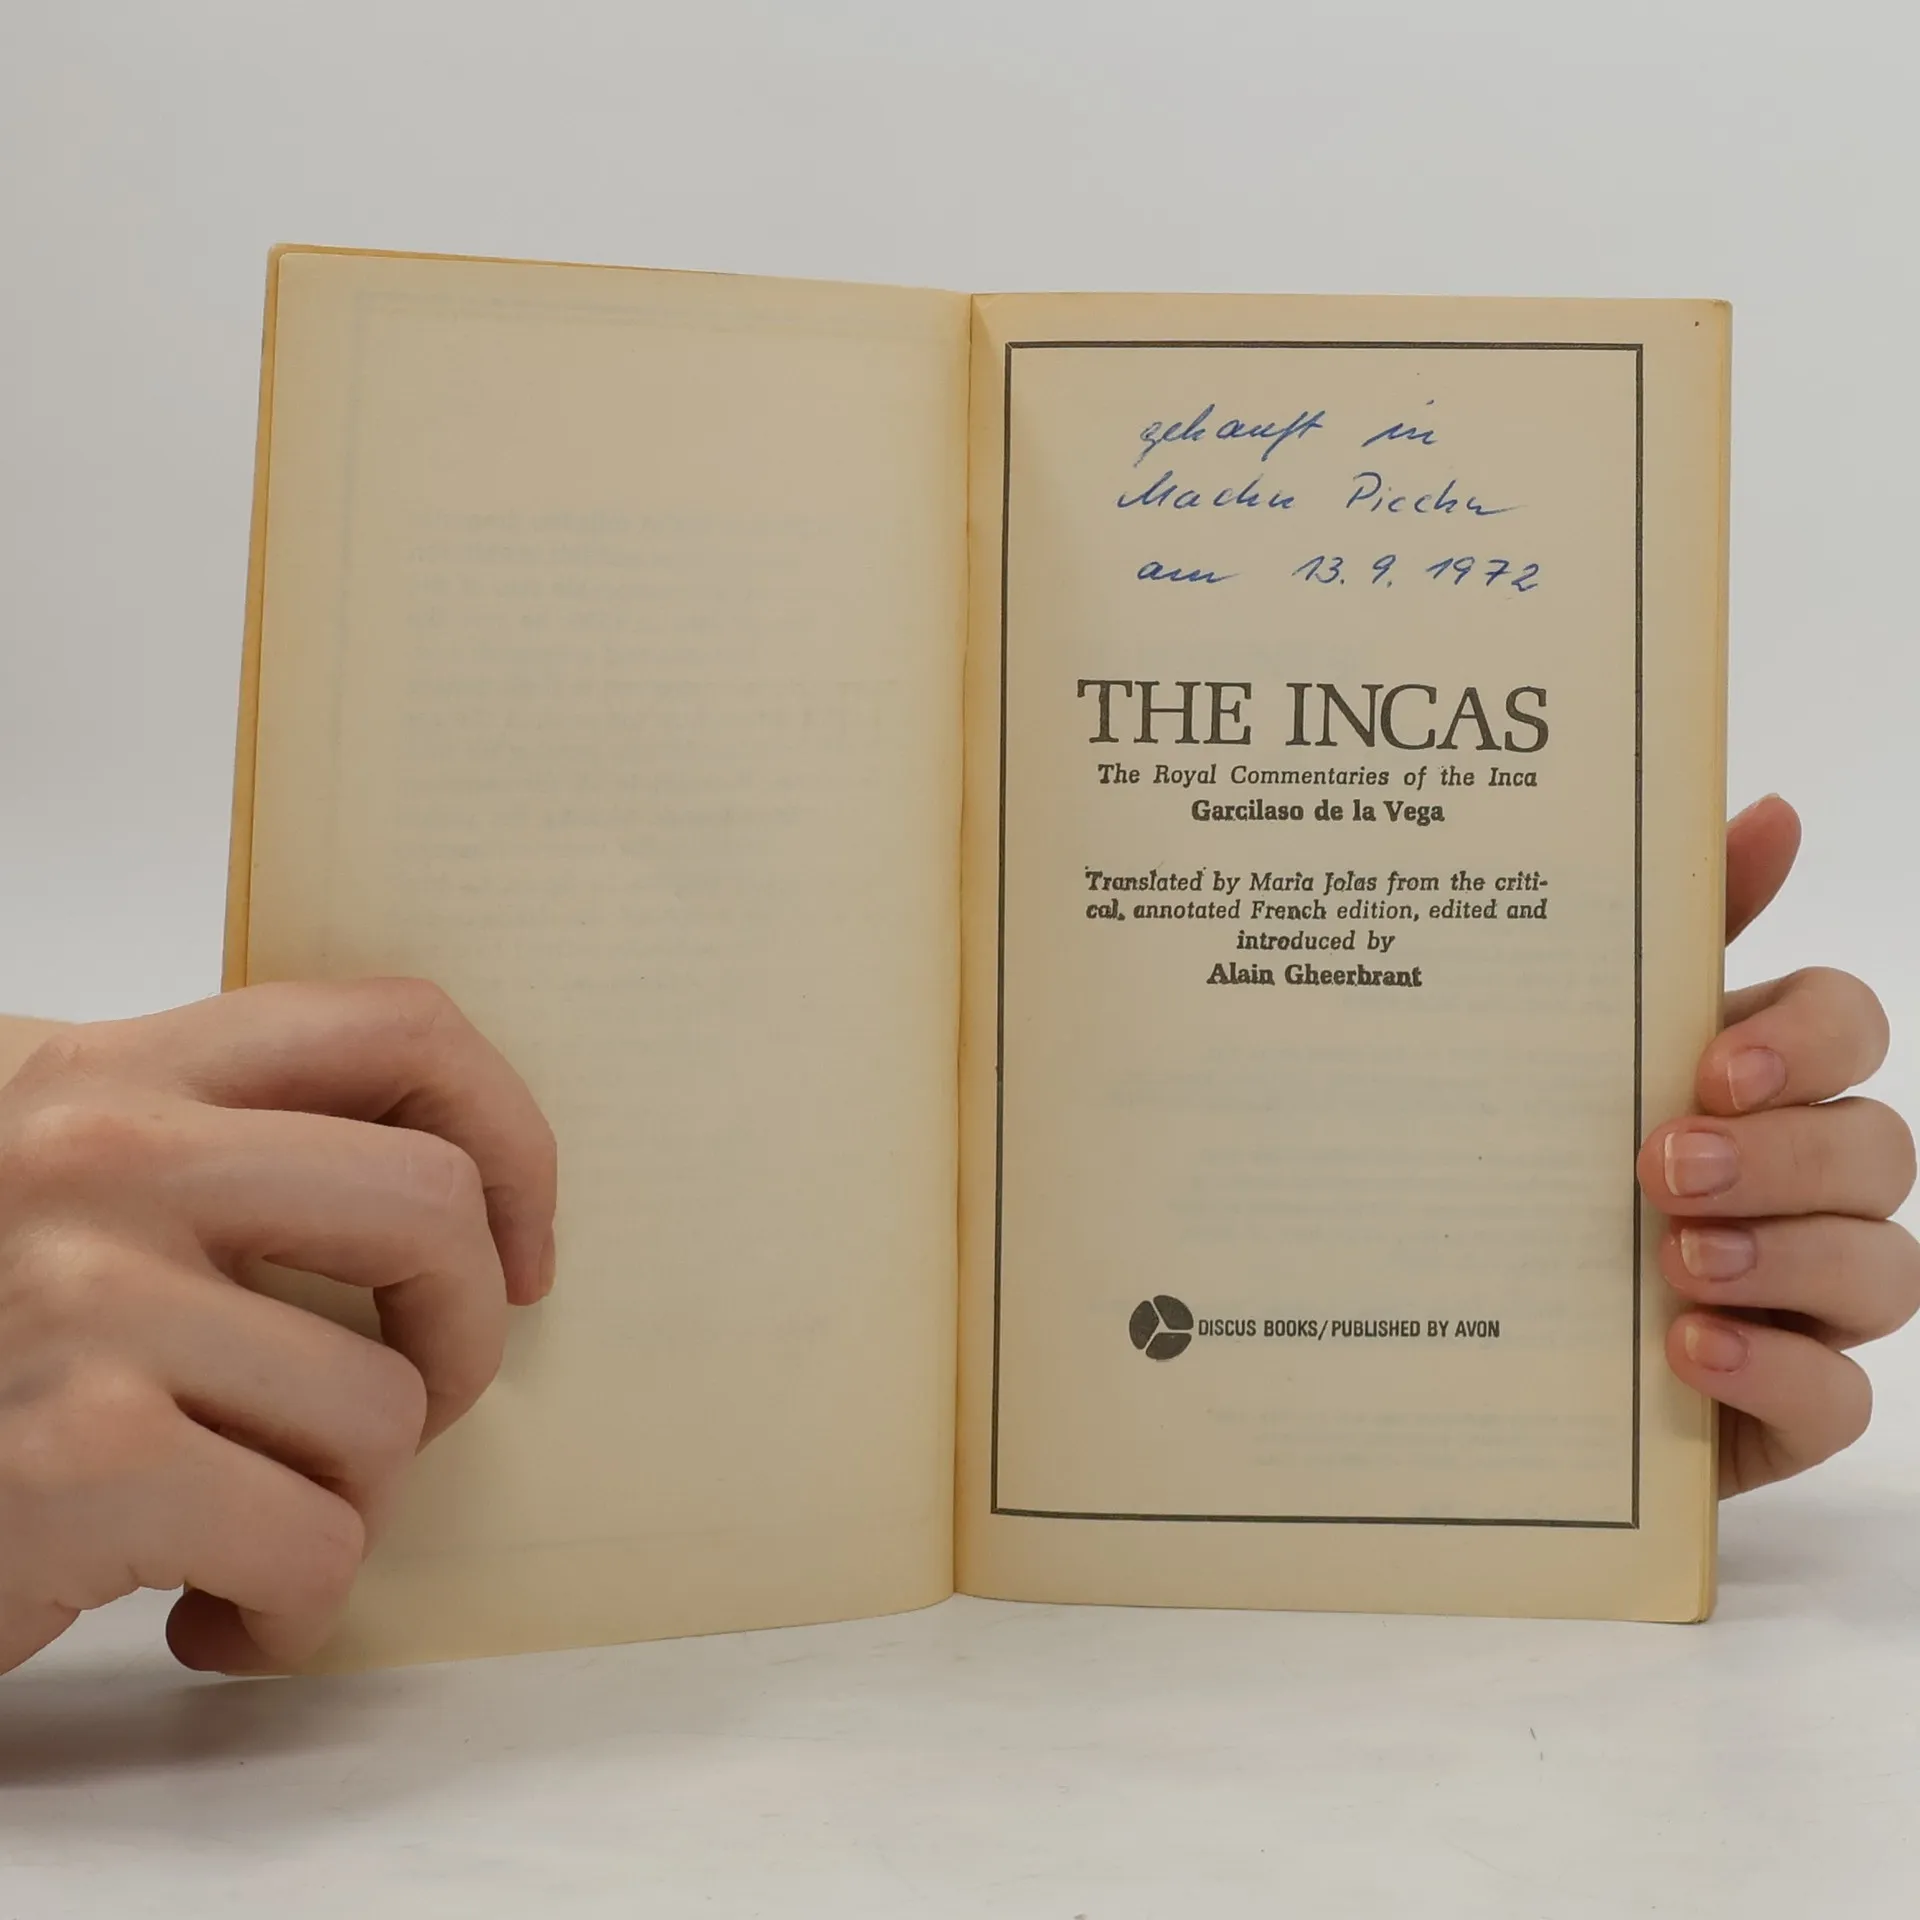 gekauft in
Machu Picchu
am 13.9.1972
THE INCAS
The Royal Commentaries of the Inca
Garcilaso de la Vega
Translated by Maria Jolas from the criti-
cal, annotated French edition, edited and
introduced by
Alain Gheerbrant
DISCUS BOOKS/PUBLISHED BY AVON